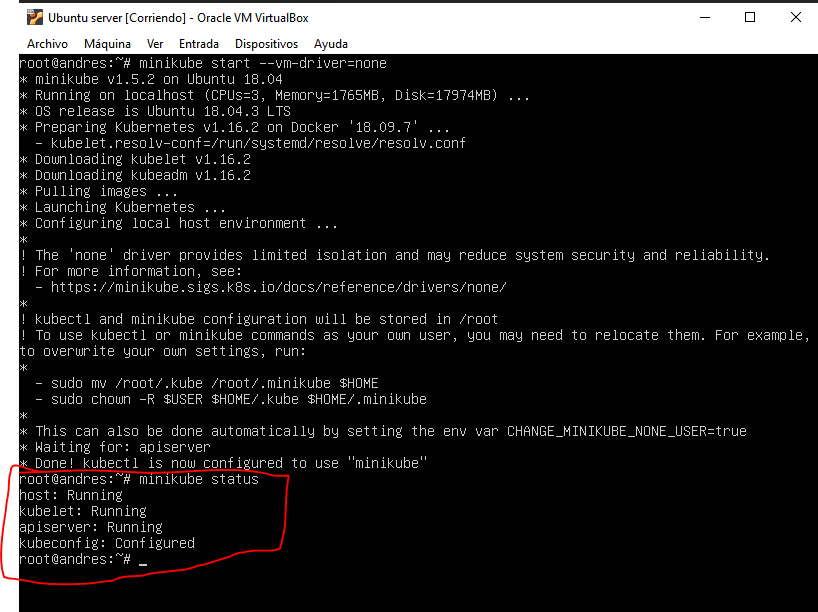 Ubuntu server [Corriendo] - Oracle VM VirtualBox
Archivo Máquina Ver Entrada Dispositivos Ayuda
root@andres:~# minikube start --vm-driver=none
* minikube v1.5.2 on Ubuntu 18.04
* Running on localhost (CPUs=3, Memory=1765MB, Disk=17974MB) ...
* OS release is Ubuntu 18.04.3 LTS
* Preparing Kubernetes v1.16.2 on Docker '18.09.7' ...
  - kubelet.resolv-conf=/run/systemd/resolve/resolv.conf
* Downloading kubelet v1.16.2
* Downloading kubeadm v1.16.2
* Pulling images ...
* Launching Kubernetes ...
* Configuring local host environment ...
*
! The 'none' driver provides limited isolation and may reduce system security and reliability.
! For more information, see:
  - https://minikube.sigs.k8s.io/docs/reference/drivers/none/
*
! kubectl and minikube configuration will be stored in /root
! To use kubectl or minikube commands as your own user, you may need to relocate them. For example,
to overwrite your own settings, run:
*
  - sudo mv /root/.kube /root/.minikube $HOME
  - sudo chown -R $USER $HOME/.kube $HOME/.minikube
*
* This can also be done automatically by setting the env var CHANGE_MINIKUBE_NONE_USER=true
* Waiting for: apiserver
* Done! kubectl is now configured to use "minikube"
root@andres:~# minikube status
host: Running
kubelet: Running
apiserver: Running
kubeconfig: Configured
root@andres:~# _